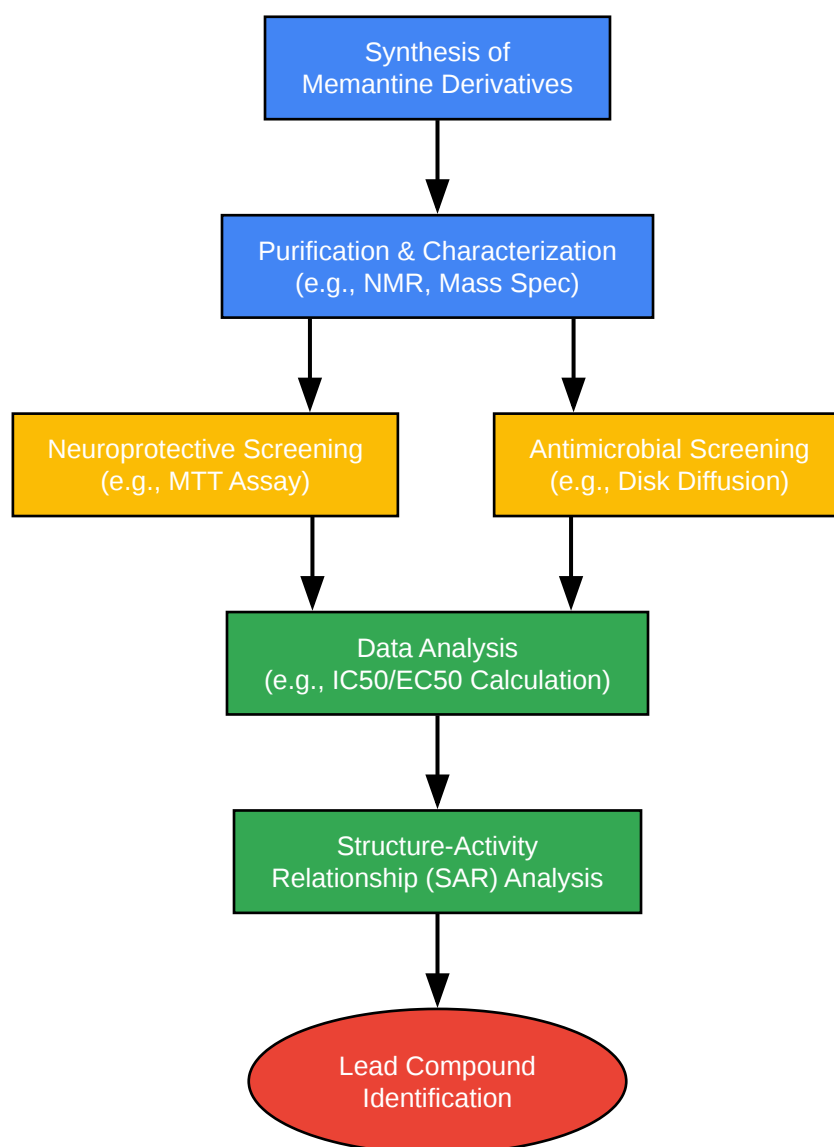 Synthesis of
Memantine Derivatives
Purification & Characterization
(e.g., NMR, Mass Spec)
Neuroprotective Screening
(e.g., MTT Assay)
Antimicrobial Screening
(e.g., Disk Diffusion)
Data Analysis
(e.g., IC50/EC50 Calculation)
Structure-Activity
Relationship (SAR) Analysis
Lead Compound
Identification